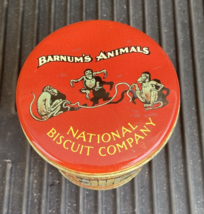 BARNUM'S ANIMALS
NATIONAL
BISCUIT COMPANY